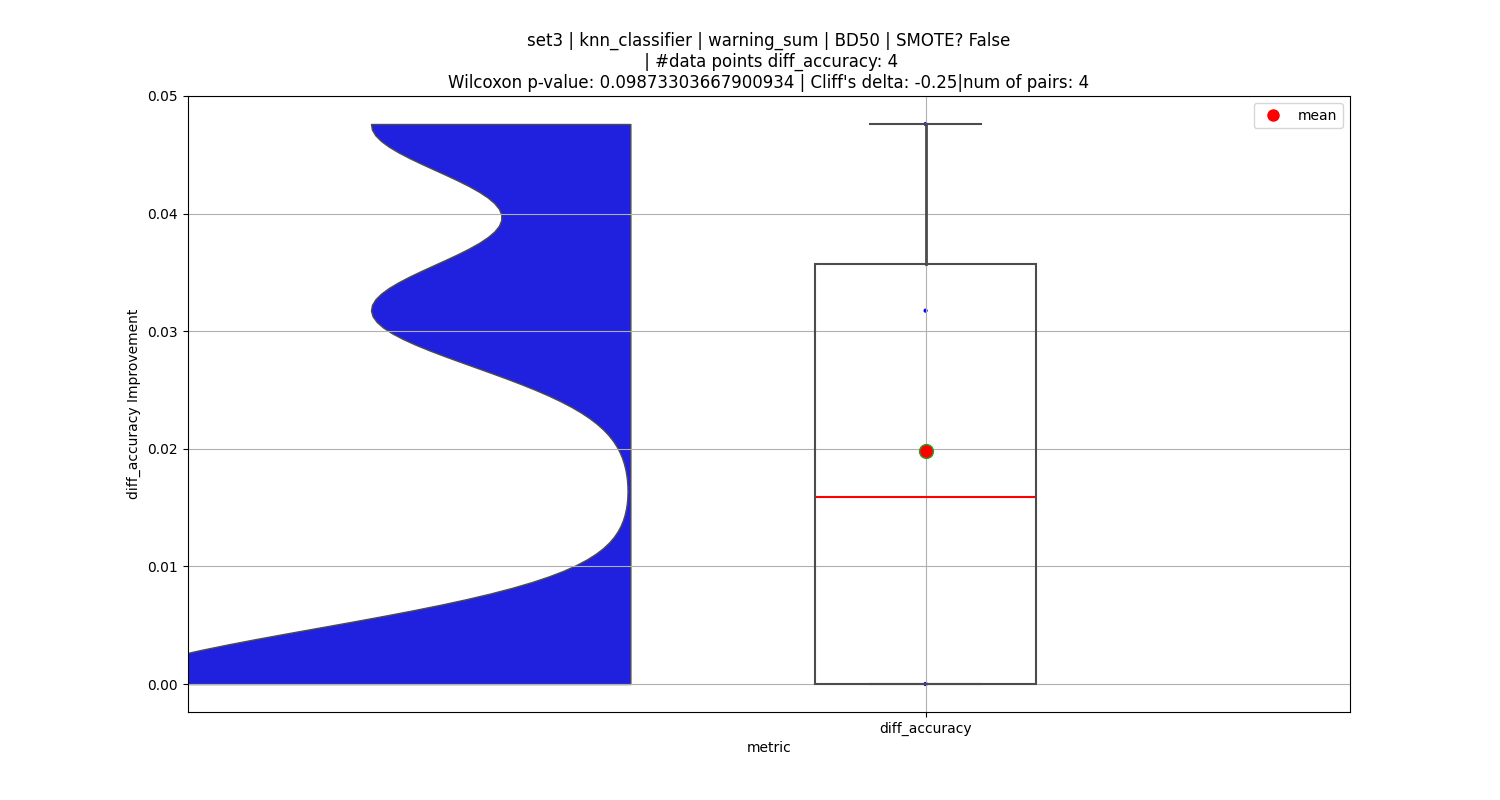 set3 | knn_classifier | warning_sum | BD50 | SMOTE? False
| #data points diff_accuracy: 4
Wilcoxon p-value: 0.09873303667900934 | Cliff's delta: -0.25|num of pairs: 4
mean
0.05
0.04
0.03
0.02
0.01
0.00
diff_accuracy Improvement
diff_accuracy
metric